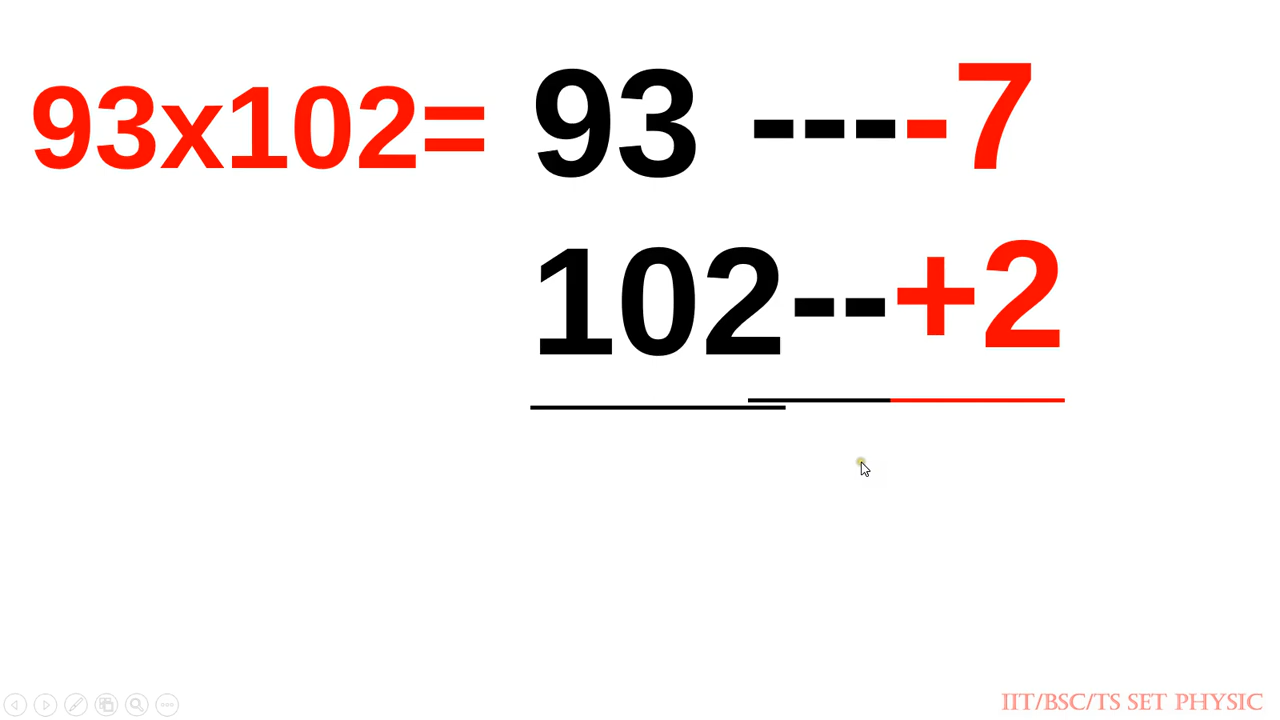 93x102= 93 ----7
102--+2
IIT/BSC/TS SET PHYSIC